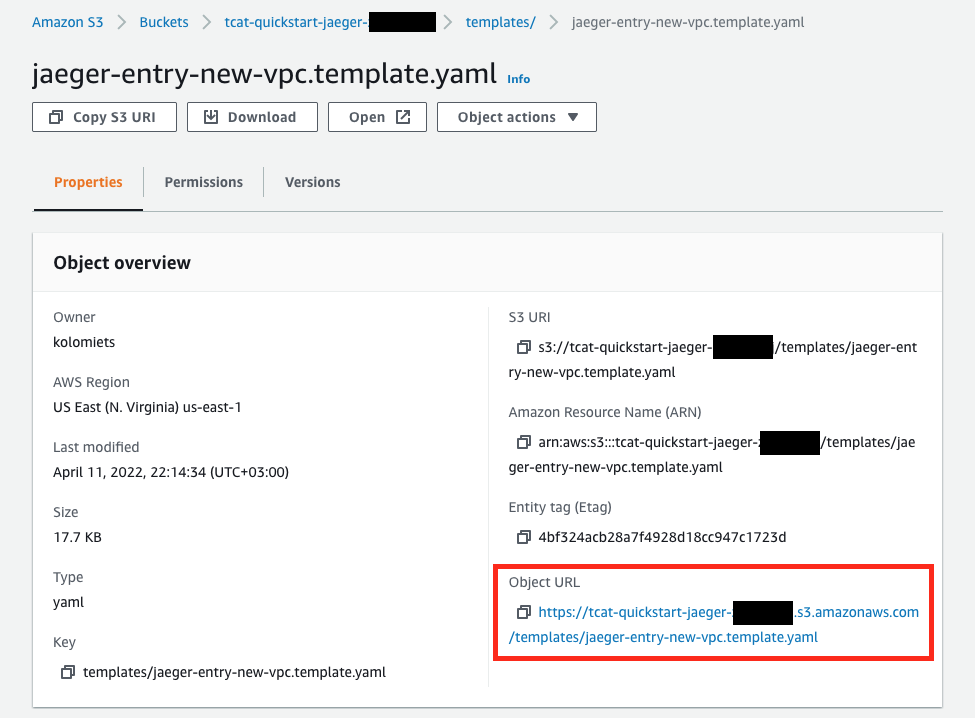 Amazon S3 > Buckets > tcat-quickstart-jaeger- > templates/ > jaeger-entry-new-vpc.template.yaml
jaeger-entry-new-vpc.template.yaml Info
Copy S3 URI Download Open Object actions
Properties Permissions Versions
Object overview
Owner
kolomiets
AWS Region
US East (N. Virginia) us-east-1
Last modified
April 11, 2022, 22:14:34 (UTC+03:00)
Size
17.7 KB
Type
yaml
Key
templates/jaeger-entry-new-vpc.template.yaml
S3 URI
s3://tcat-quickstart-jaeger- /templates/jaeger-ent
ry-new-vpc.template.yaml
Amazon Resource Name (ARN)
arn:aws:s3:::tcat-quickstart-jaeger- /templates/jae
ger-entry-new-vpc.template.yaml
Entity tag (Etag)
4bf324acb28a7f4928d18cc947c1723d
Object URL
https://tcat-quickstart-jaeger- .s3.amazonaws.com
/templates/jaeger-entry-new-vpc.template.yaml